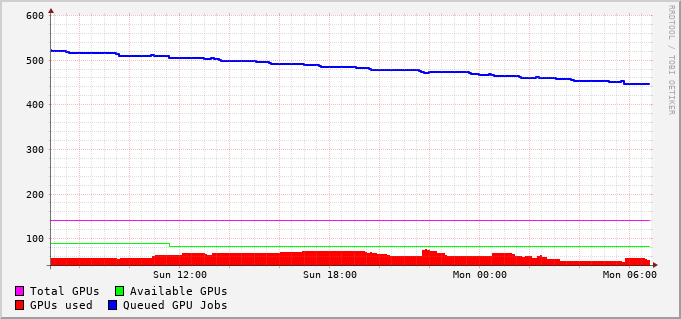 600
500
400
300
200
100
Sun 12:00 Sun 18:00 Mon 00:00 Mon 06:00
Total GPUs Available GPUs
GPUs used Queued GPU Jobs
RRDTOOL / TOBI OETIKER